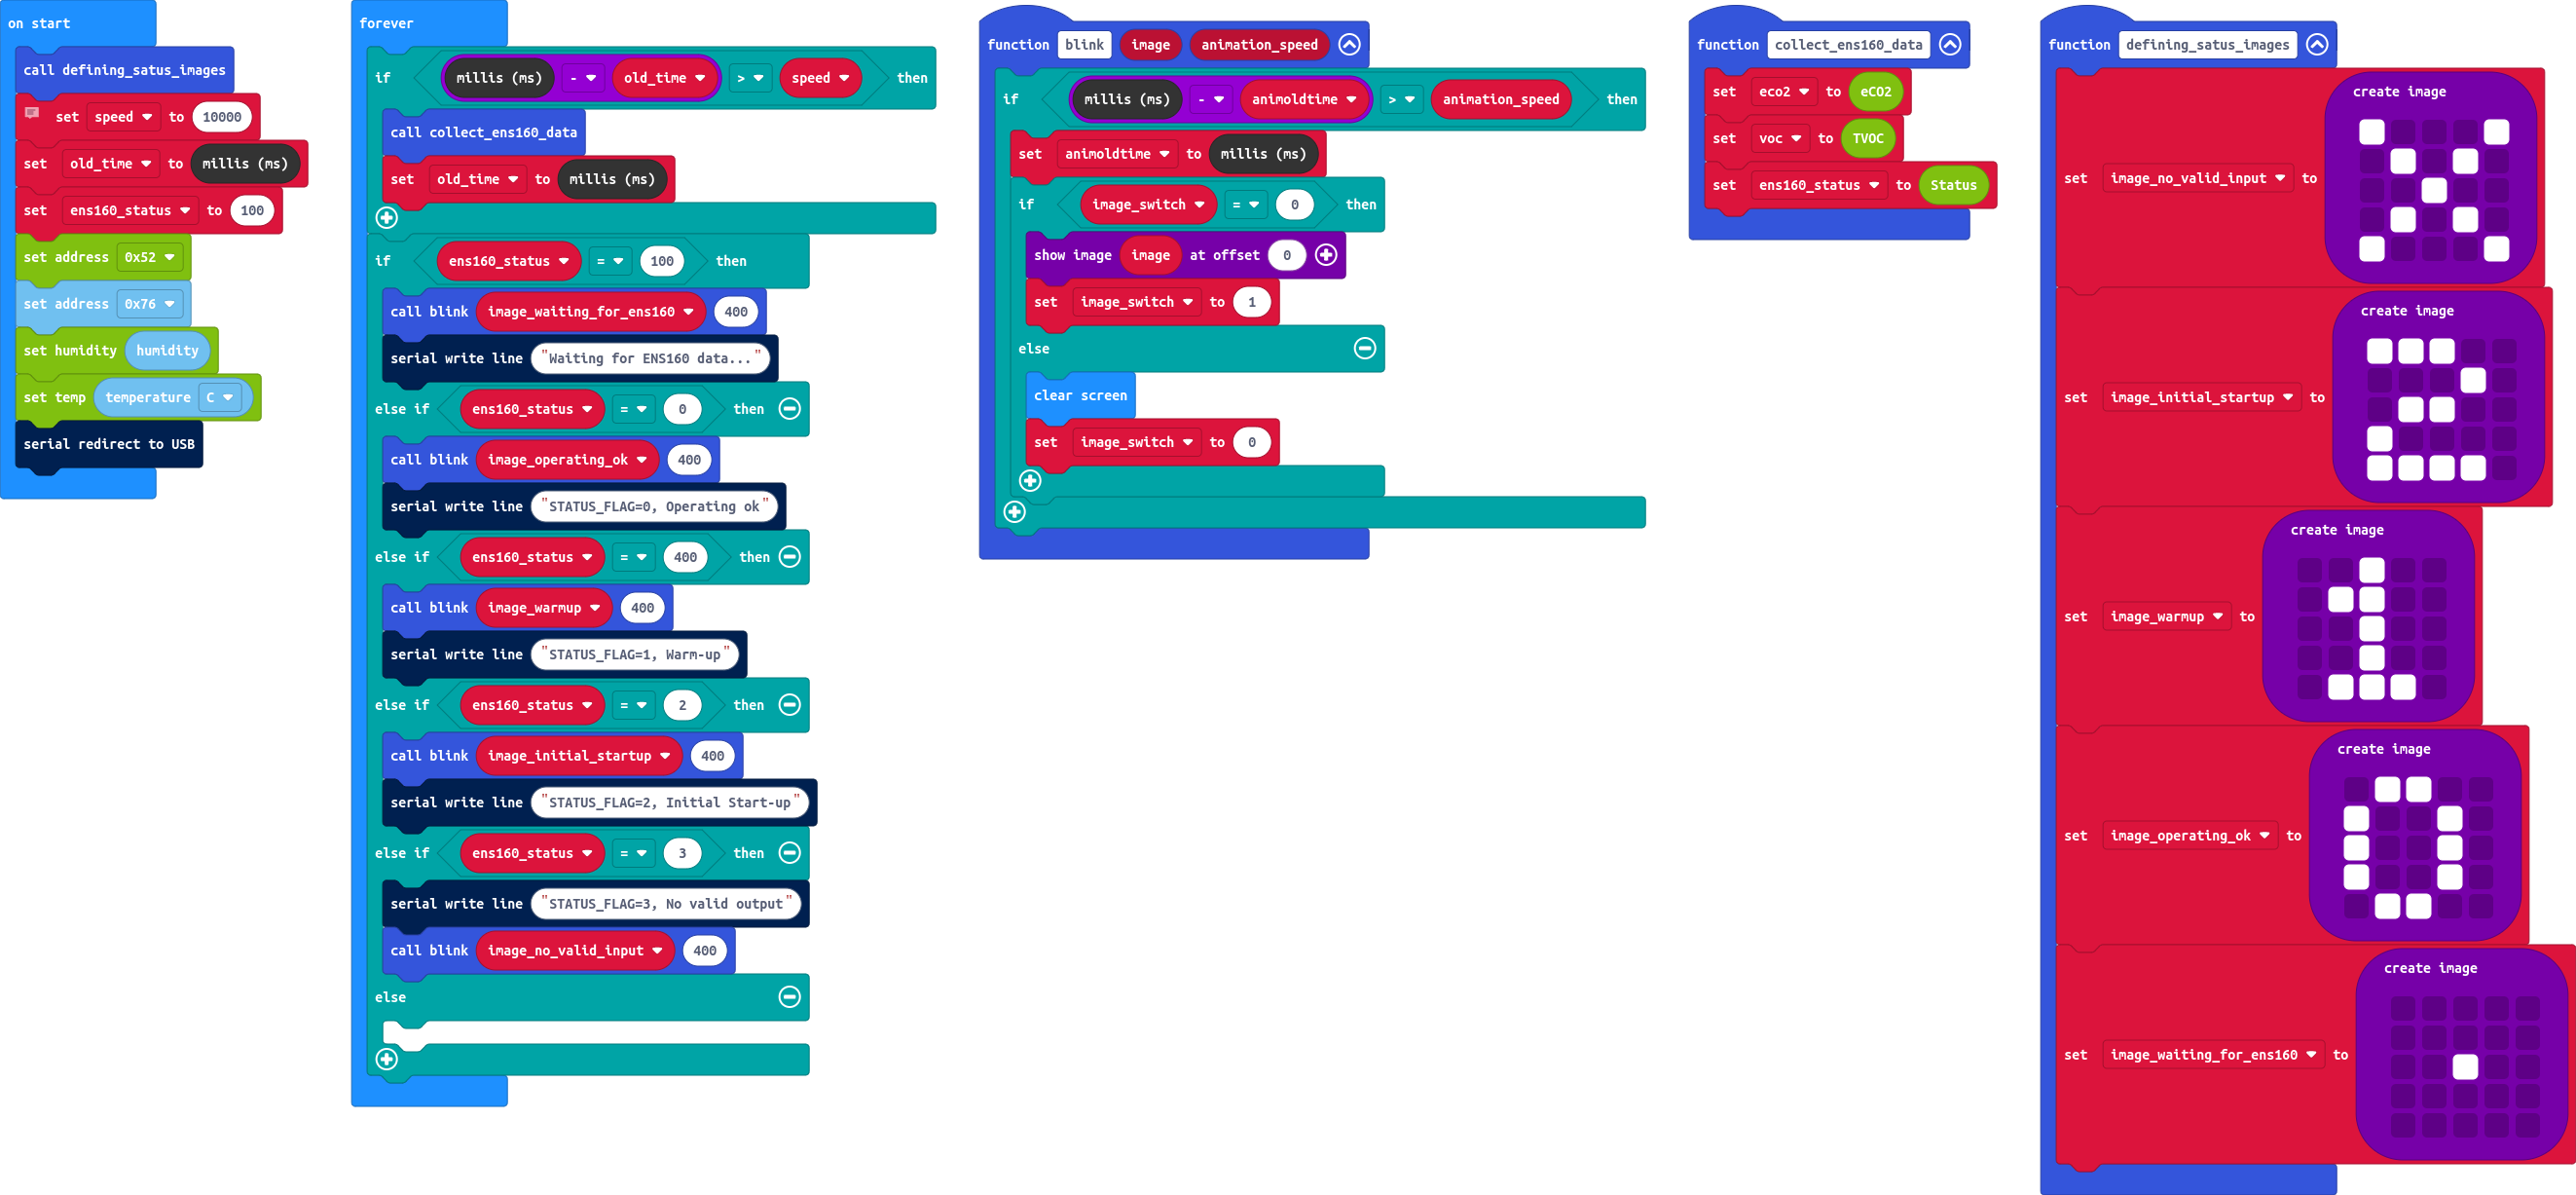 on start
call defining_satus_images
set speed to 10000
set old_time to millis (ms)
set ens160_status to 100
set address 0x52
set address 0x76
set humidity humidity
set temp temperature C
serial redirect to USB
forever
if millis (ms) - old_time > speed then
call collect_ens160_data
set old_time to millis (ms)
if ens160_status = 100 then
call blink image_waiting_for_ens160 400
serial write line "Waiting for ENS160 data..."
else if ens160_status = 0 then
call blink image_operating_ok 400
serial write line "STATUS_FLAG=0, Operating ok"
else if ens160_status = 400 then
call blink image_warmup 400
serial write line "STATUS_FLAG=1, Warm-up"
else if ens160_status = 2 then
call blink image_initial_startup 400
serial write line "STATUS_FLAG=2, Initial Start-up"
else if ens160_status = 3 then
serial write line "STATUS_FLAG=3, No valid output"
call blink image_no_valid_input 400
else
function blink image animation_speed
if millis (ms) - animoldtime > animation_speed then
set animoldtime to millis (ms)
if image_switch = 0 then
show image image at offset 0
set image_switch to 1
else
clear screen
set image_switch to 0
function collect_ens160_data
set eco2 to eCO2
set voc to TVOC
set ens160_status to Status
function defining_satus_images
create image
set image_no_valid_input to
create image
set image_initial_startup to
create image
set image_warmup to
create image
set image_operating_ok to
create image
set image_waiting_for_ens160 to